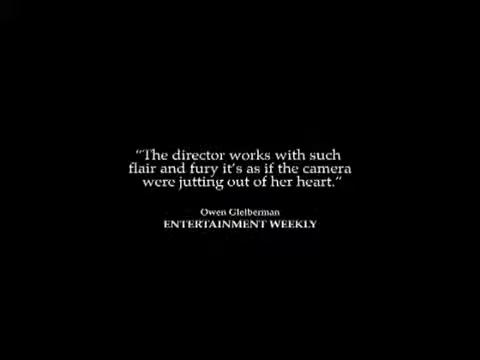 “The director works with such
flair and fury it’s as if the camera
were jutting out of her heart.”
Owen Gleiberman
ENTERTAINMENT WEEKLY